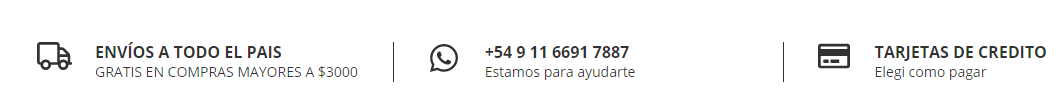 ENVÍOS A TODO EL PAIS
GRATIS EN COMPRAS MAYORES A $3000
+54 9 11 6691 7887
Estamos para ayudarte
TARJETAS DE CREDITO
Elegi como pagar